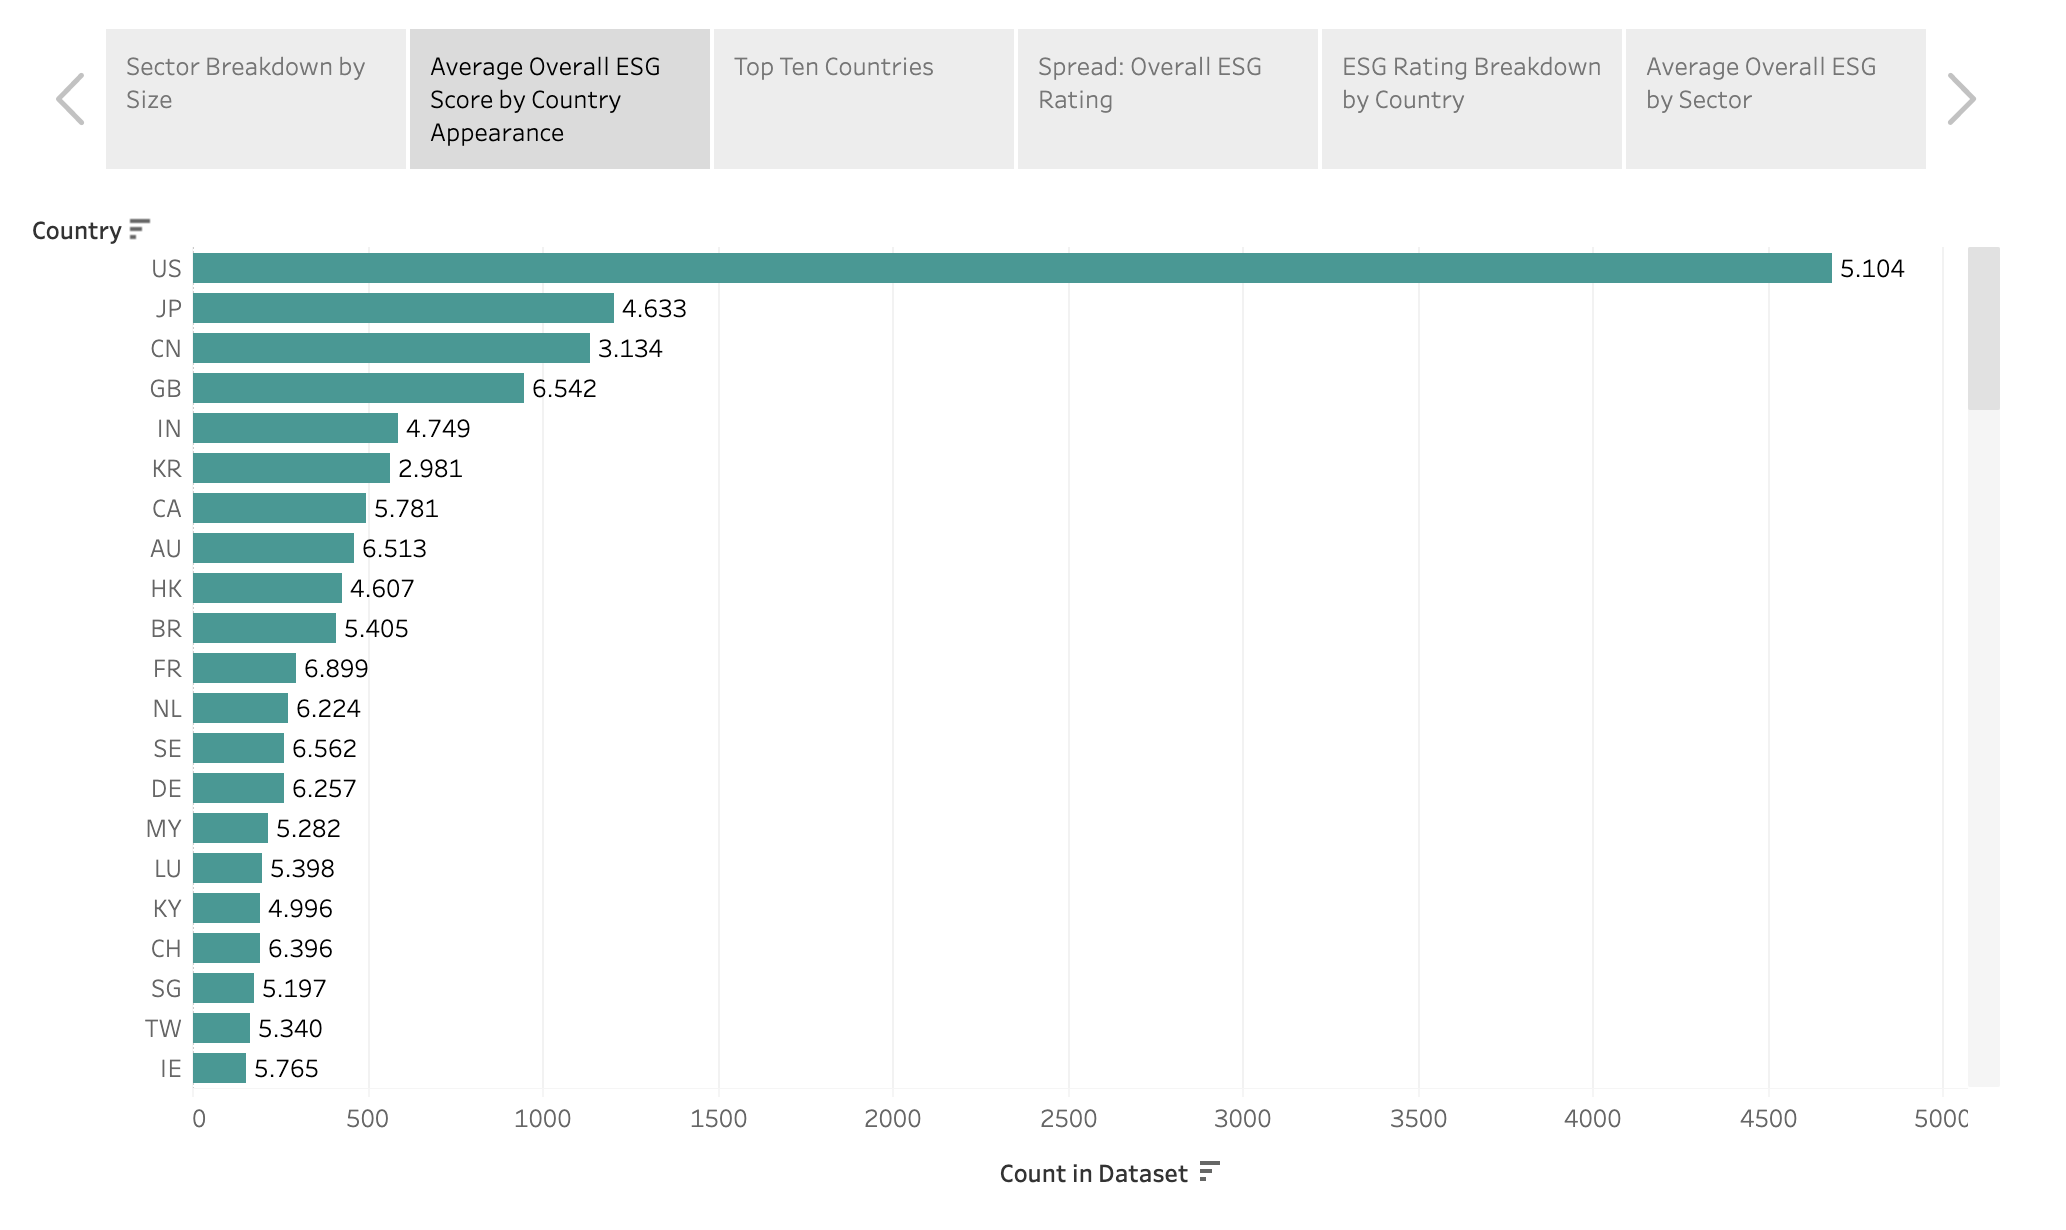 Sector Breakdown by
Size
Average Overall ESG
Score by Country
Appearance
Top Ten Countries
Spread: Overall ESG
Rating
ESG Rating Breakdown
by Country
Average Overall ESG
by Sector
Country
US 5.104
JP 4.633
CN 3.134
GB 6.542
IN 4.749
KR 2.981
CA 5.781
AU 6.513
HK 4.607
BR 5.405
FR 6.899
NL 6.224
SE 6.562
DE 6.257
MY 5.282
LU 5.398
KY 4.996
CH 6.396
SG 5.197
TW 5.340
IE 5.765
0 500 1000 1500 2000 2500 3000 3500 4000 4500 5000
Count in Dataset